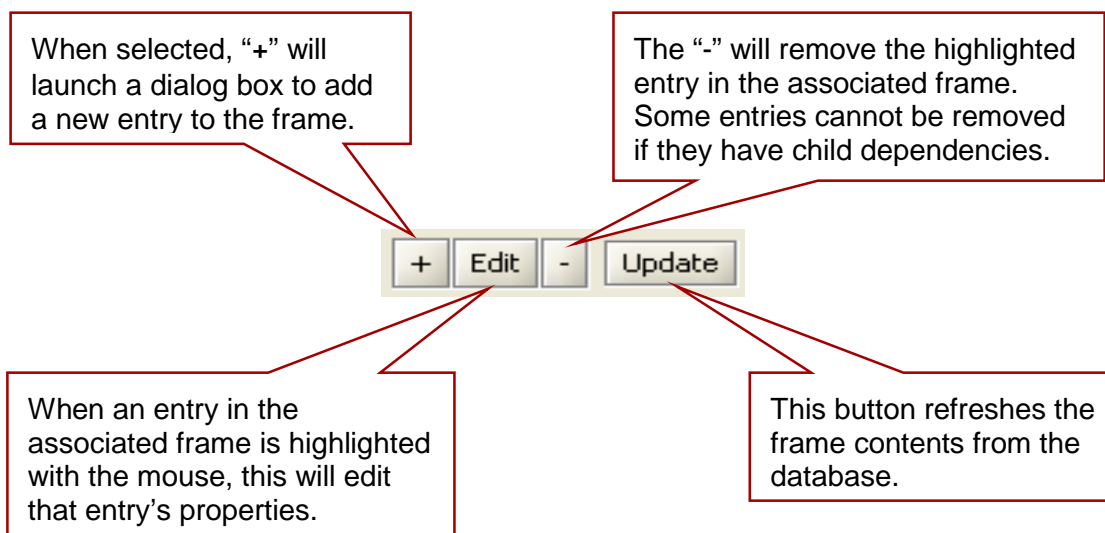 When selected, “+” will
launch a dialog box to add
a new entry to the frame.
The “-” will remove the highlighted
entry in the associated frame.
Some entries cannot be removed
if they have child dependencies.
+ Edit - Update
When an entry in the
associated frame is highlighted
with the mouse, this will edit
that entry’s properties.
This button refreshes the
frame contents from the
database.